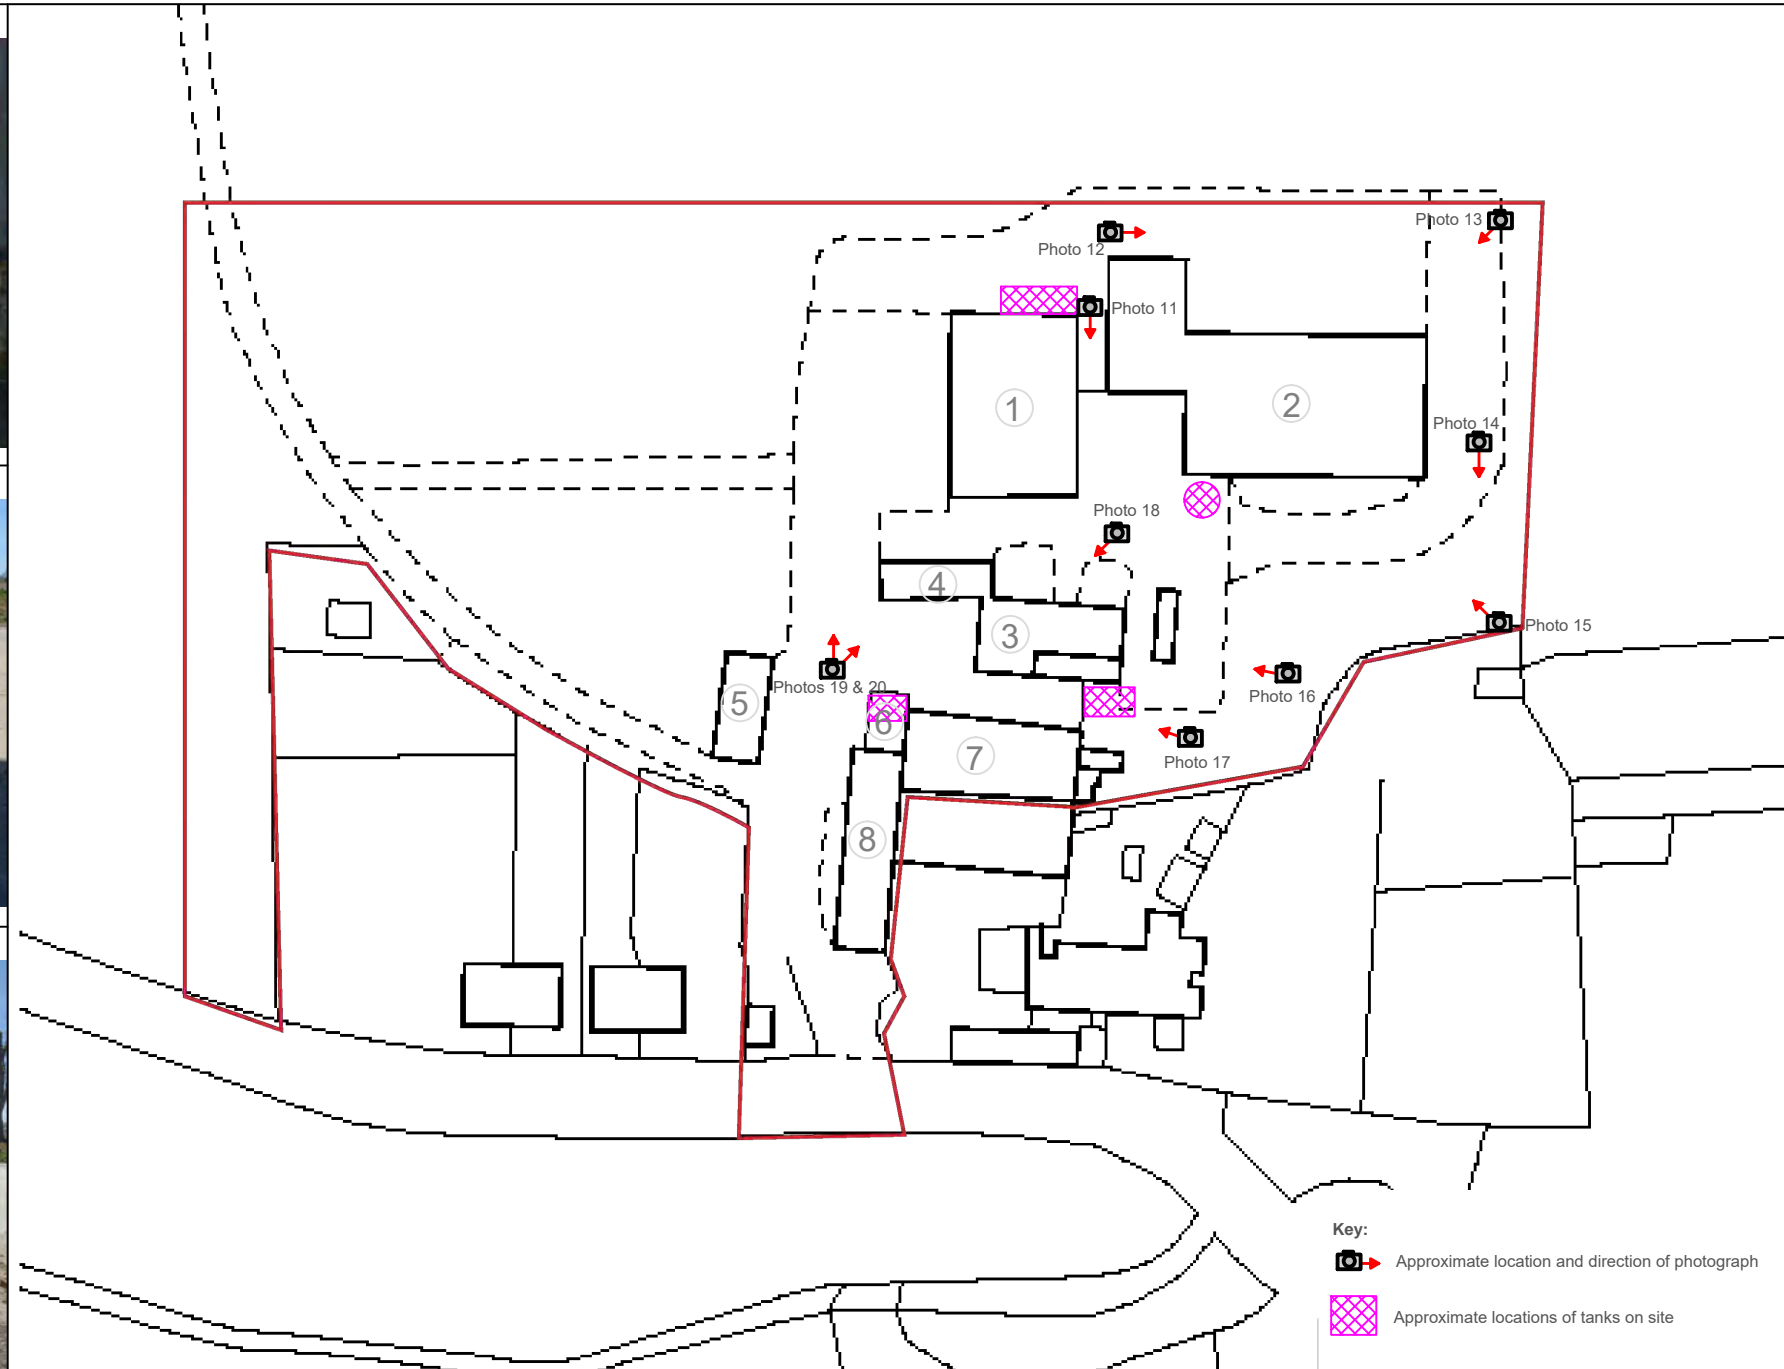 Photo 13
Photo 12
Photo 11
1
2
Photo 14
Photo 18
4
3
Photo 15
Photos 19 & 20
5
6
Photo 16
7
Photo 17
8
Key:
Approximate location and direction of photograph
Approximate locations of tanks on site